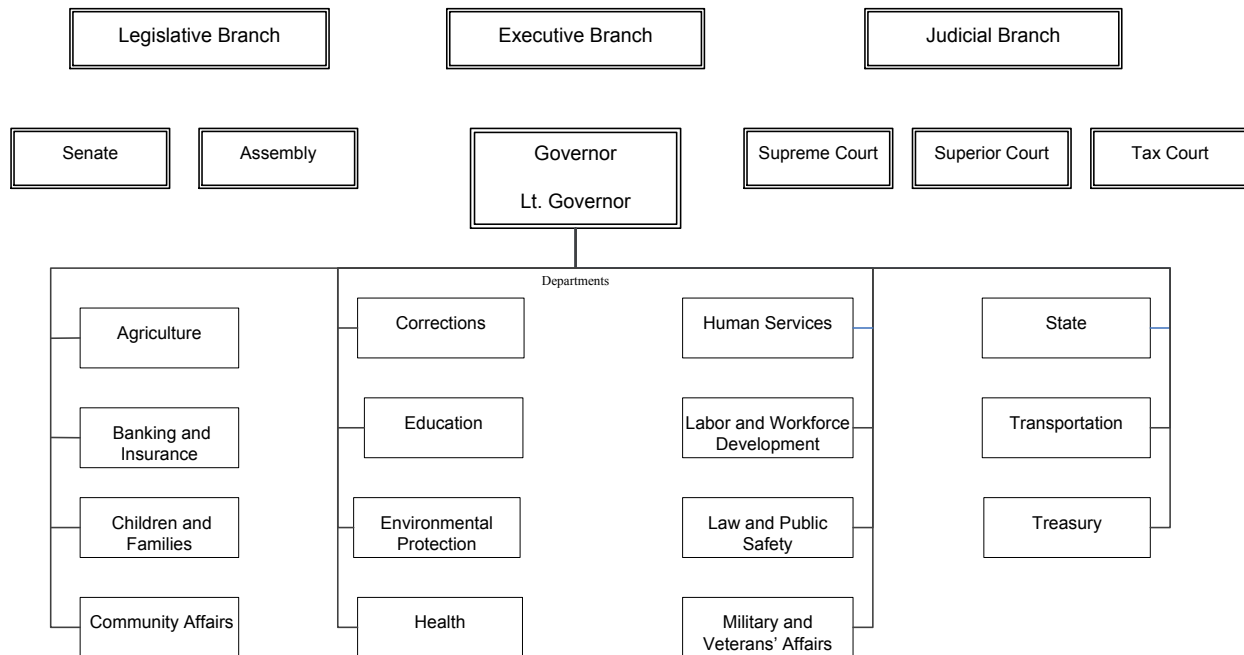 Legislative Branch
Executive Branch
Judicial Branch
Senate
Assembly
Governor
Lt. Governor
Supreme Court
Superior Court
Tax Court
Departments
Agriculture
Banking and
Insurance
Children and
Families
Community Affairs
Corrections
Education
Environmental
Protection
Health
Human Services
Labor and Workforce
Development
Law and Public
Safety
Military and
Veterans’ Affairs
State
Transportation
Treasury